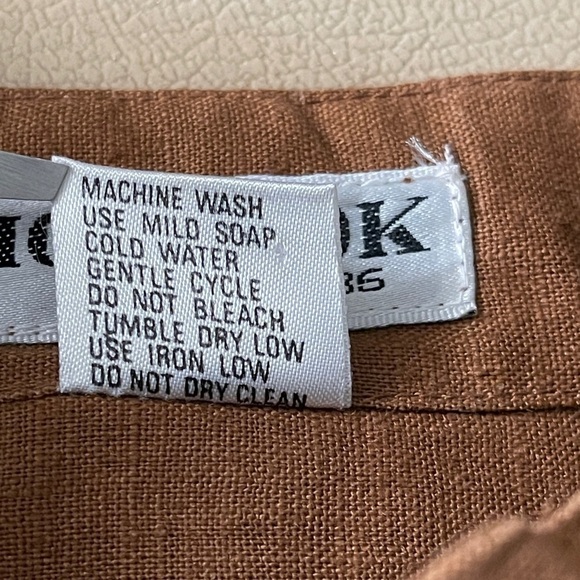 MACHINE WASH
USE MILD SOAP
COLD WATER
GENTLE CYCLE
DO NOT BLEACH
TUMBLE DRY LOW
USE IRON LOW
DO NOT DRY CLEAN